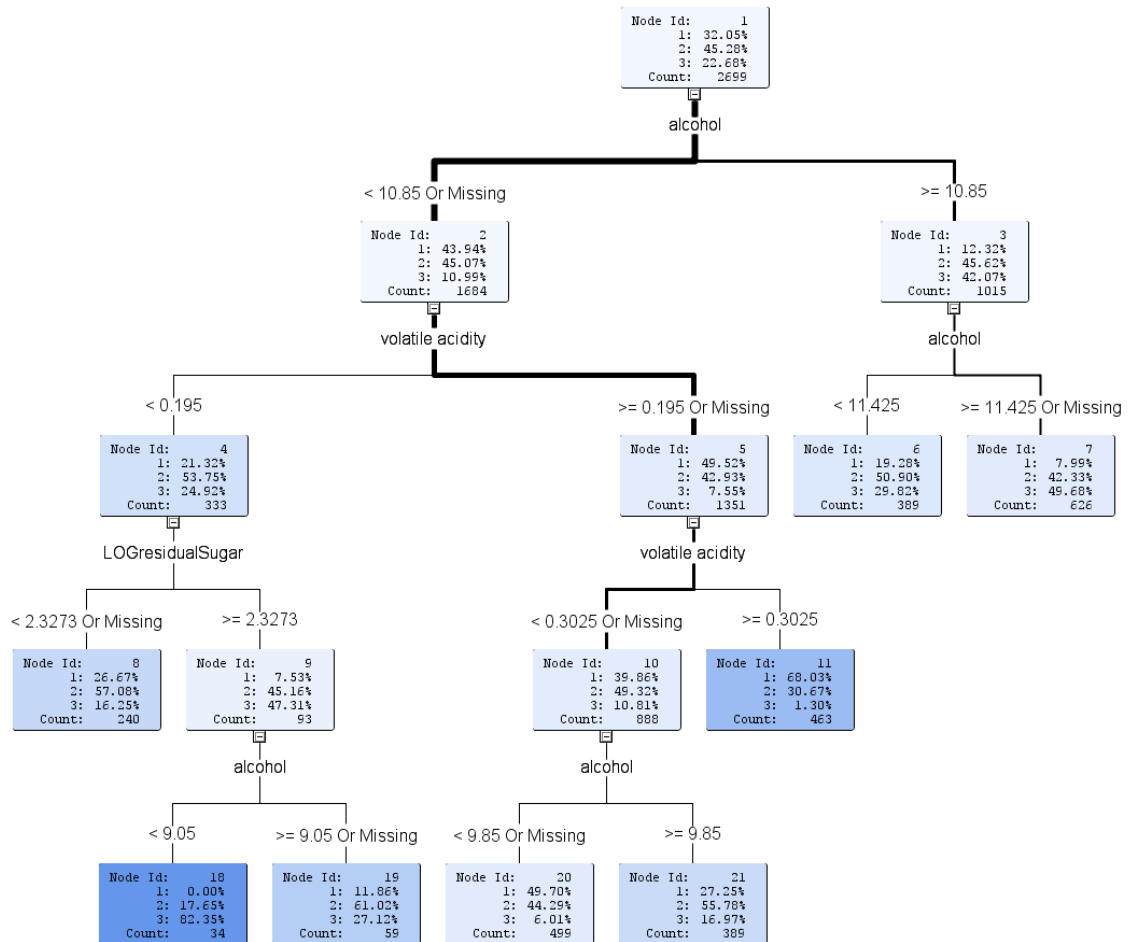 Node Id: 1
1: 32.05%
2: 45.28%
3: 22.68%
Count: 2699
alcohol
< 10.85 Or Missing
>= 10.85
Node Id: 2
1: 43.94%
2: 45.07%
3: 10.99%
Count: 1684
Node Id: 3
1: 12.32%
2: 45.62%
3: 42.07%
Count: 1015
volatile acidity
alcohol
< 0.195
>= 0.195 Or Missing
< 11.425
>= 11.425 Or Missing
Node Id: 4
1: 21.32%
2: 53.75%
3: 24.92%
Count: 333
Node Id: 5
1: 49.52%
2: 42.93%
3: 7.55%
Count: 1351
Node Id: 6
1: 19.28%
2: 50.90%
3: 29.82%
Count: 389
Node Id: 7
1: 7.99%
2: 42.33%
3: 49.68%
Count: 626
LOGresidualSugar
volatile acidity
< 2.3273 Or Missing
>= 2.3273
< 0.3025 Or Missing
>= 0.3025
Node Id: 8
1: 26.67%
2: 57.08%
3: 16.25%
Count: 240
Node Id: 9
1: 7.53%
2: 45.16%
3: 47.31%
Count: 93
Node Id: 10
1: 39.86%
2: 49.32%
3: 10.81%
Count: 888
Node Id: 11
1: 68.03%
2: 30.67%
3: 1.30%
Count: 463
alcohol
alcohol
< 9.05
>= 9.05 Or Missing
< 9.85 Or Missing
>= 9.85
Node Id: 18
1: 0.00%
2: 17.65%
3: 82.35%
Count: 34
Node Id: 19
1: 11.86%
2: 61.02%
3: 27.12%
Count: 59
Node Id: 20
1: 49.70%
2: 44.29%
3: 6.01%
Count: 499
Node Id: 21
1: 27.25%
2: 55.78%
3: 16.97%
Count: 389